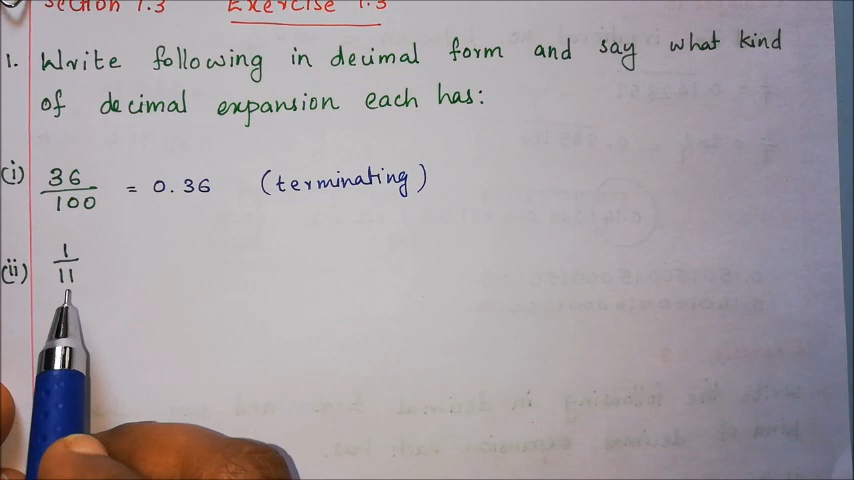 Section 1.3 Exercise 1.3
1. Write following in decimal form and say what kind
of decimal expansion each has:
(i) 36/100 = 0.36 (terminating)
(ii) 1/11